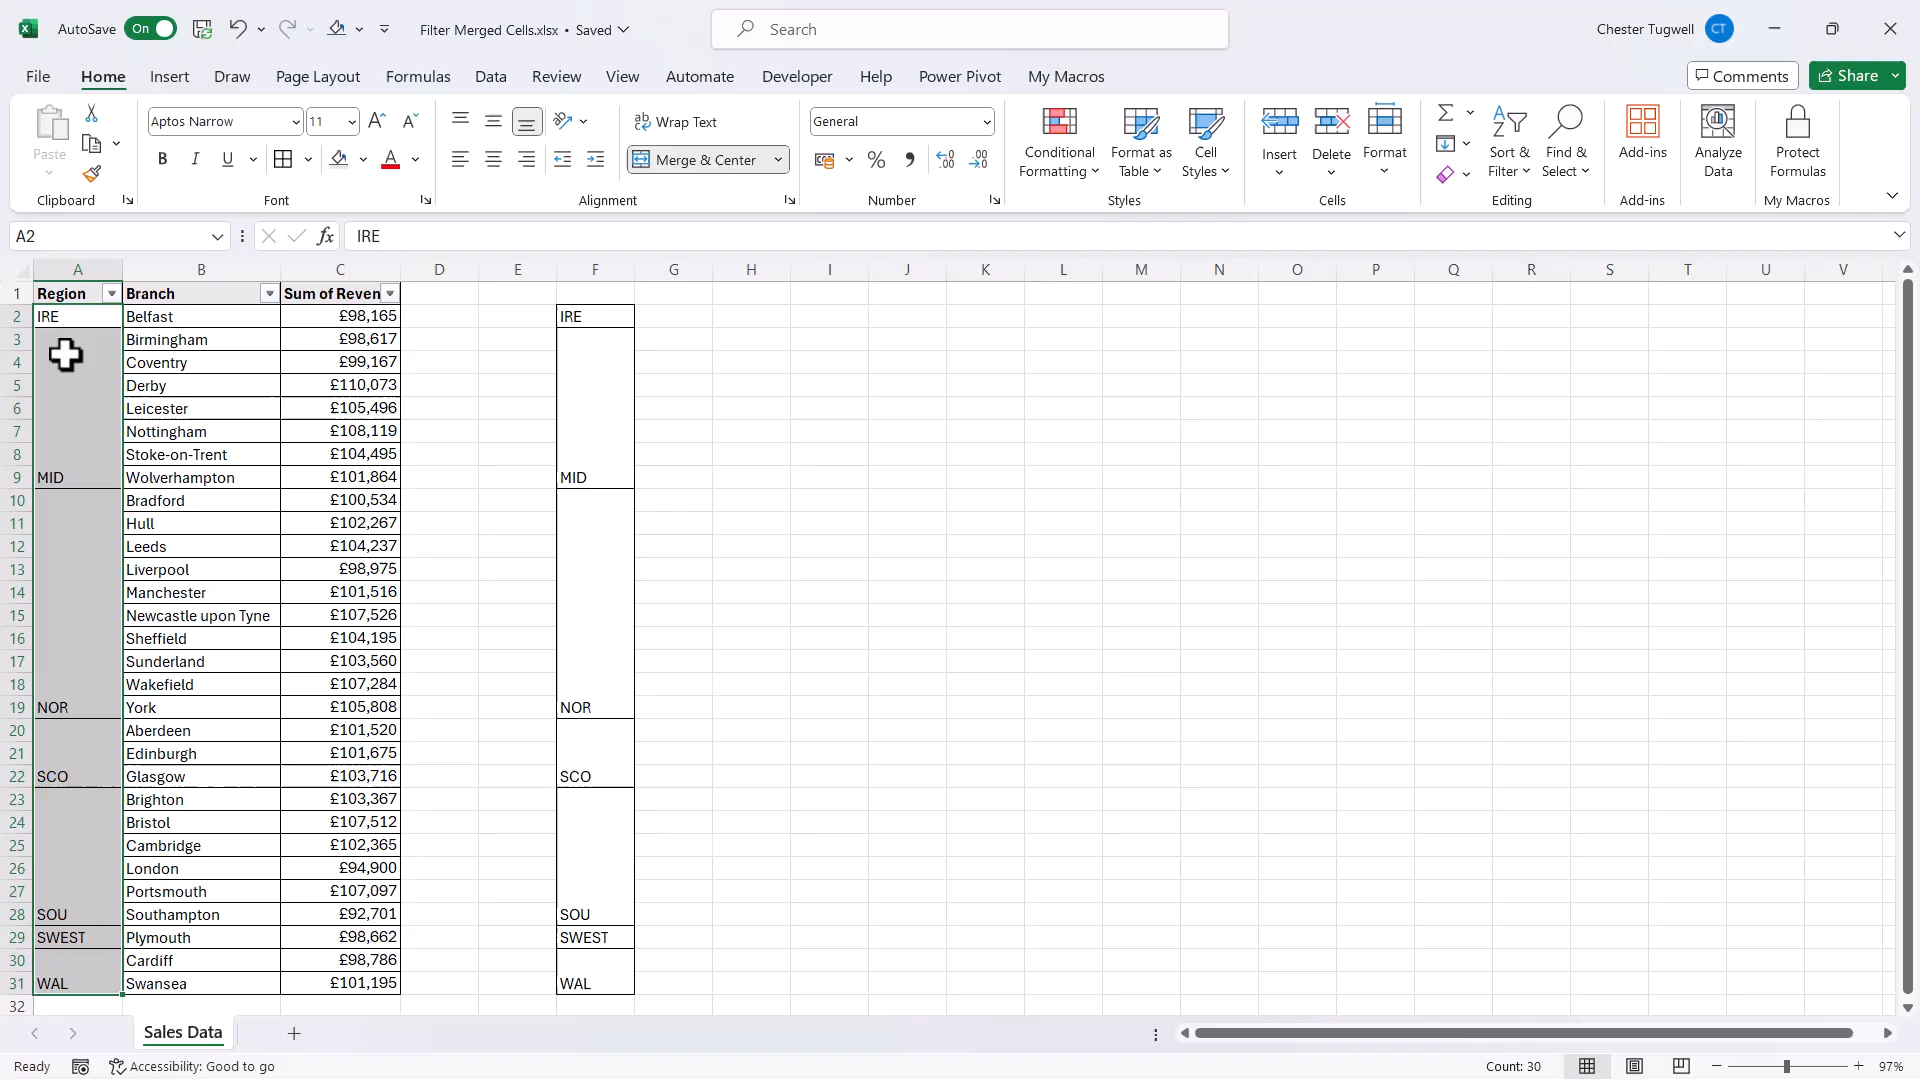 AutoSave On Filter Merged Cells.xlsx • Saved Search Chester Tugwell CT
File Home Insert Draw Page Layout Formulas Data Review View Automate Developer Help Power Pivot My Macros Comments Share
Paste
Clipboard
Aptos Narrow 11
B I U A
Font
Wrap Text
Merge & Center
Alignment
General
%
Number
Conditional Formatting
Format as Table
Cell Styles
Styles
Insert Delete Format
Cells
Sort & Filter
Find & Select
Editing
Add-ins
Add-ins
Analyze Data
Protect Formulas
My Macros
A2 fx IRE
A B C D E F G H I J K L M N O P Q R S T U V
1 Region Branch Sum of Reven
2 IRE Belfast £98,165 IRE
3 Birmingham £98,617
4 Coventry £99,167
5 Derby £110,073
6 Leicester £105,496
7 Nottingham £108,119
8 Stoke-on-Trent £104,495
9 MID Wolverhampton £101,864 MID
10 Bradford £100,534
11 Hull £102,267
12 Leeds £104,237
13 Liverpool £98,975
14 Manchester £101,516
15 Newcastle upon Tyne £107,526
16 Sheffield £104,195
17 Sunderland £103,560
18 Wakefield £107,284
19 NOR York £105,808 NOR
20 Aberdeen £101,520
21 Edinburgh £101,675
22 SCO Glasgow £103,716 SCO
23 Brighton £103,367
24 Bristol £107,512
25 Cambridge £102,365
26 London £94,900
27 Portsmouth £107,097
28 SOU Southampton £92,701 SOU
29 SWEST Plymouth £98,662 SWEST
30 Cardiff £98,786
31 WAL Swansea £101,195 WAL
32
Sales Data
Ready Accessibility: Good to go Count: 30 97%